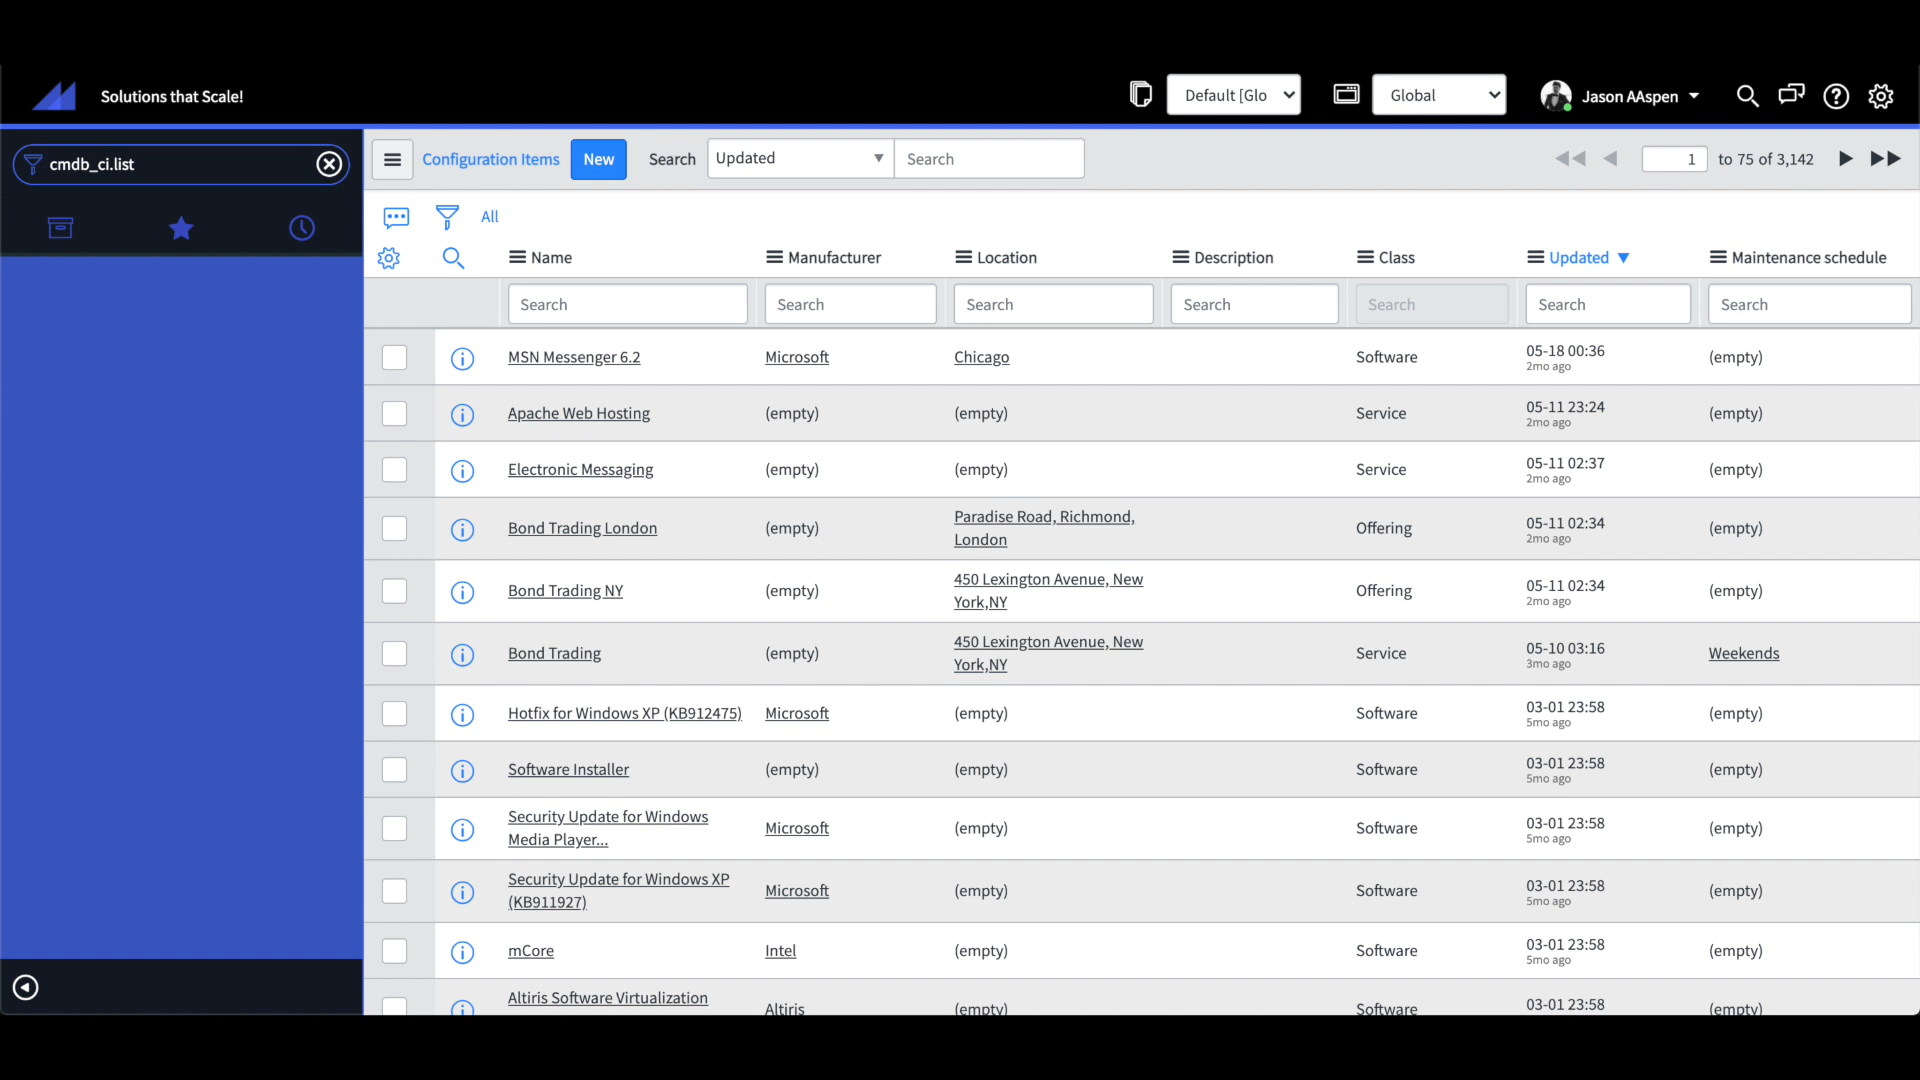 Solutions that Scale!
Default [Glo
Global
Jason AAspen
cmdb_ci.list
Configuration Items
New
Search
Updated
Search
1
to 75 of 3,142
All
Name
Manufacturer
Location
Description
Class
Updated
Maintenance schedule
Search
Search
Search
Search
Search
Search
Search
MSN Messenger 6.2
Microsoft
Chicago
Software
05-18 00:36
2mo ago
(empty)
Apache Web Hosting
(empty)
(empty)
Service
05-11 23:24
2mo ago
(empty)
Electronic Messaging
(empty)
(empty)
Service
05-11 02:37
2mo ago
(empty)
Bond Trading London
(empty)
Paradise Road, Richmond,
London
Offering
05-11 02:34
2mo ago
(empty)
Bond Trading NY
(empty)
450 Lexington Avenue, New
York,NY
Offering
05-11 02:34
2mo ago
(empty)
Bond Trading
(empty)
450 Lexington Avenue, New
York,NY
Service
05-10 03:16
3mo ago
Weekends
Hotfix for Windows XP (KB912475)
Microsoft
(empty)
Software
03-01 23:58
5mo ago
(empty)
Software Installer
(empty)
(empty)
Software
03-01 23:58
5mo ago
(empty)
Security Update for Windows
Media Player...
Microsoft
(empty)
Software
03-01 23:58
5mo ago
(empty)
Security Update for Windows XP
(KB911927)
Microsoft
(empty)
Software
03-01 23:58
5mo ago
(empty)
mCore
Intel
(empty)
Software
03-01 23:58
5mo ago
(empty)
Altiris Software Virtualization
Altiris
(empty)
Software
03-01 23:58
(empty)